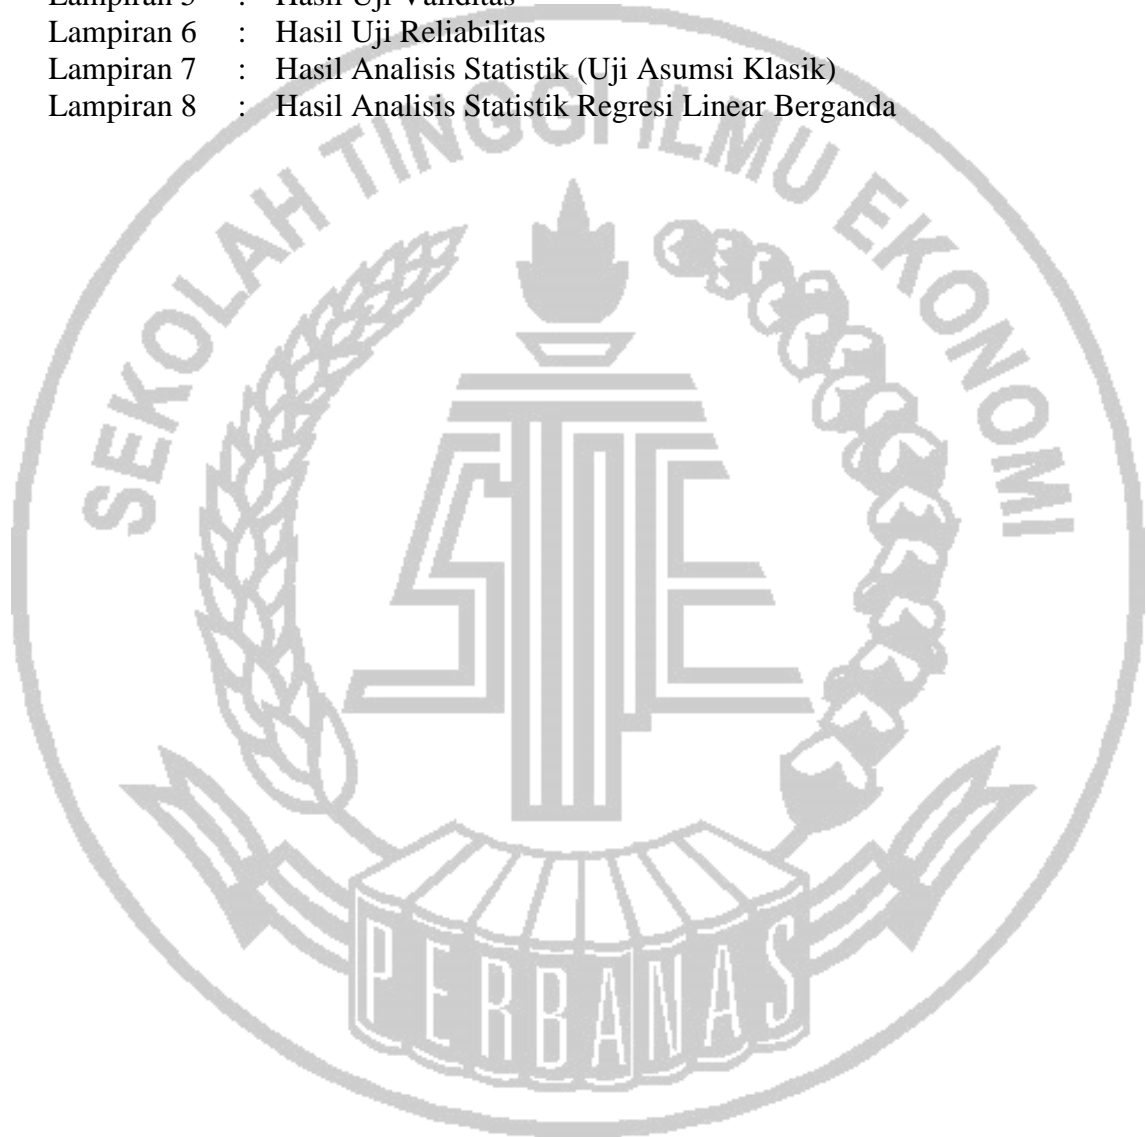 Lampiran 5 : Hasil Uji Validitas
Lampiran 6 : Hasil Uji Reliabilitas
Lampiran 7 : Hasil Analisis Statistik (Uji Asumsi Klasik)
Lampiran 8 : Hasil Analisis Statistik Regresi Linear Berganda
SEKOLAH TINGGI ILMU EKONOMI
STIE
PERBANAS